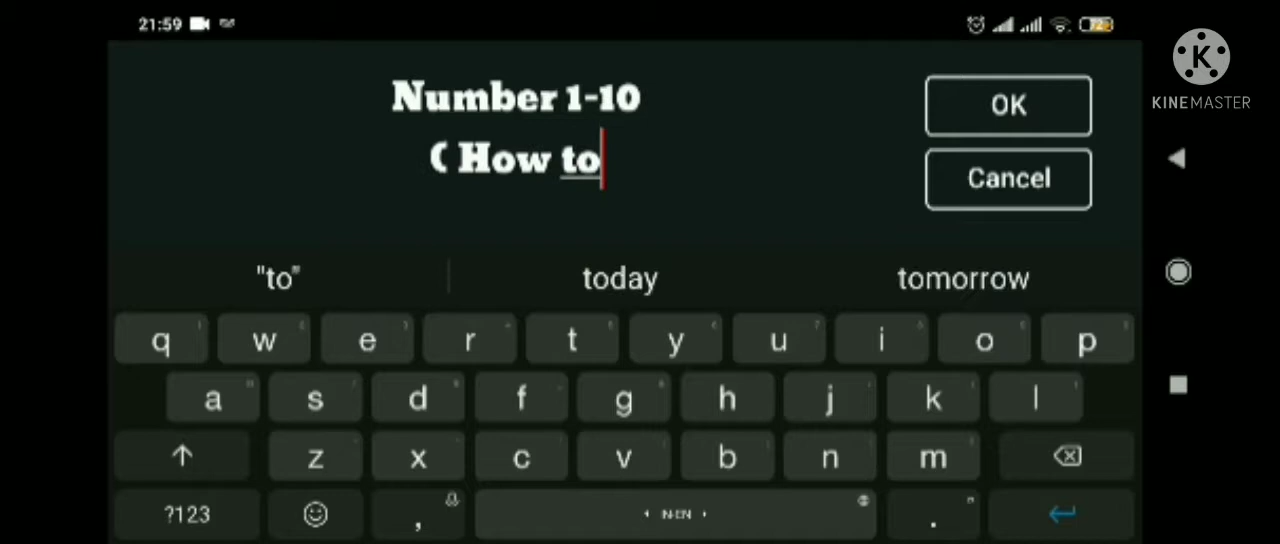 21:59
Number 1-10
( How to
OK
Cancel
KINEMASTER
"to" today tomorrow
q w e r t y u i o p
a s d f g h j k l
z x c v b n m
?123 , .